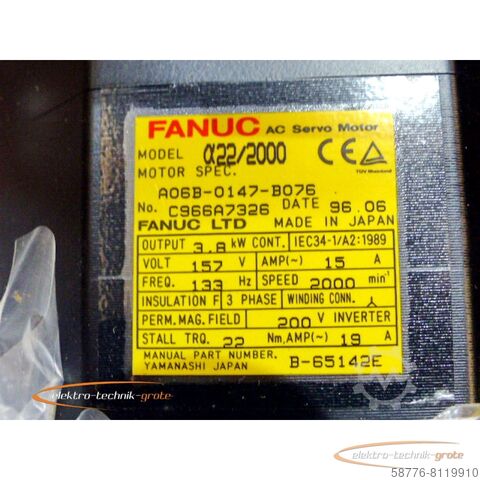 FANUC AC Servo Motor
MODEL α22/2000
MOTOR SPEC.
A06B-0147-B076
No. C966A7326 DATE 96.06
FANUC LTD MADE IN JAPAN
CE TÜV Rheinland
OUTPUT 3.8 kW CONT. IEC34-1/A2:1989
VOLT 157 V AMP(~) 15 A
FREQ. 133 Hz SPEED 2000 min⁻¹
INSULATION F 3 PHASE WINDING CONN. 人
PERM. MAG. FIELD 200 V INVERTER
STALL TRQ. 22 Nm, AMP(~) 19 A
MANUAL PART NUMBER.
YAMANASHI JAPAN B-65142E
elektro-technik-grote
elektro-technik-grote
58776-8119910